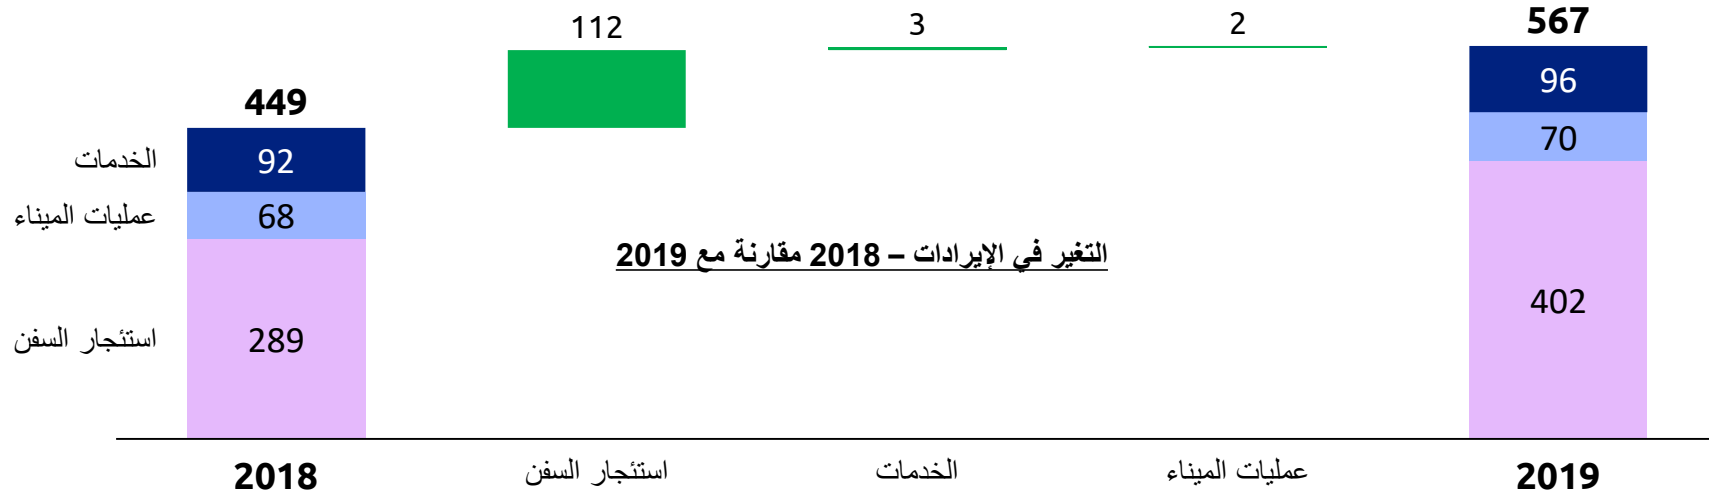 112
3
2
567
449
96
70
402
الخدمات
92
عمليات الميناء
68
استئجار السفن
289
التغير في الإيرادات – 2018 مقارنة مع 2019
2018
استئجار السفن
الخدمات
عمليات الميناء
2019